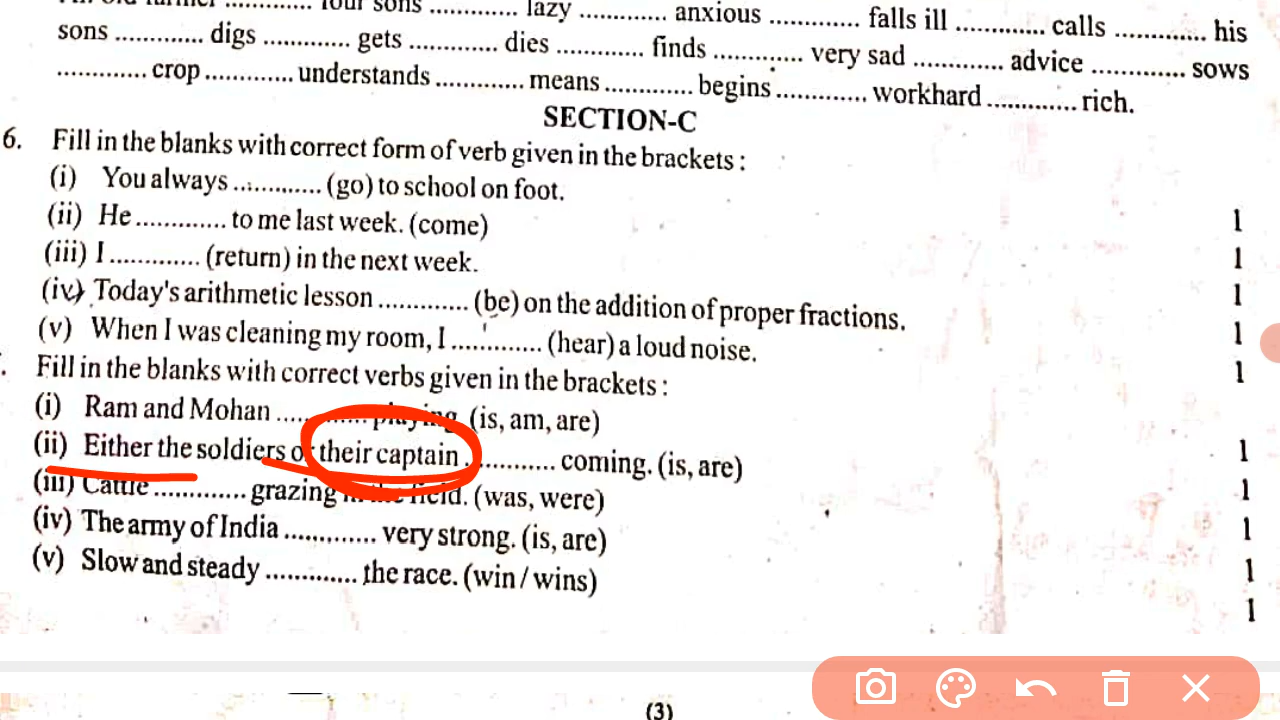 four sons ............. lazy ............. anxious ............. falls ill ............. calls ............. his
sons ............. digs ............. gets ............. dies ............. finds ............. very sad ............. advice ............. sows
............. crop ............. understands ............. means ............. begins ............. workhard ............. rich.
SECTION-C
6. Fill in the blanks with correct form of verb given in the brackets :
(i) You always ............. (go) to school on foot.
(ii) He ............. to me last week. (come) 1
(iii) I ............. (return) in the next week. 1
(iv) Today's arithmetic lesson ............. (be) on the addition of proper fractions. 1
(v) When I was cleaning my room, I ............. (hear) a loud noise. 1
. Fill in the blanks with correct verbs given in the brackets : 1
(i) Ram and Mohan ............. playing. (is, am, are)
(ii) Either the soldiers or their captain ............. coming. (is, are) 1
(iii) Cattle ............. grazing in the field. (was, were) 1
(iv) The army of India ............. very strong. (is, are) 1
(v) Slow and steady ............. the race. (win / wins) 1
1
(3)